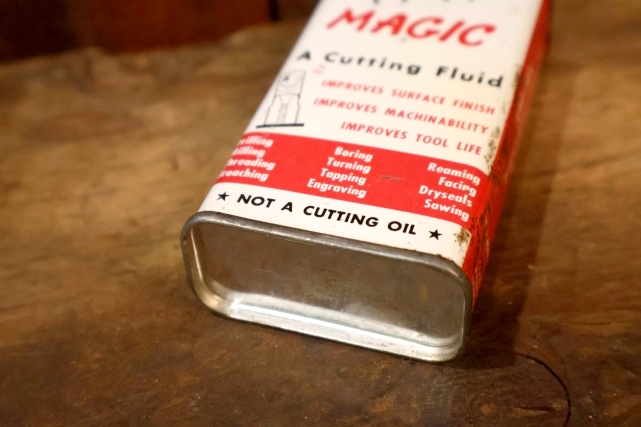 MAGIC
A Cutting Fluid
IMPROVES SURFACE FINISH
IMPROVES MACHINABILITY
IMPROVES TOOL LIFE
Boring Reaming
Turning Facing
Tapping Dryseals
Engraving Sawing
★ NOT A CUTTING OIL ★